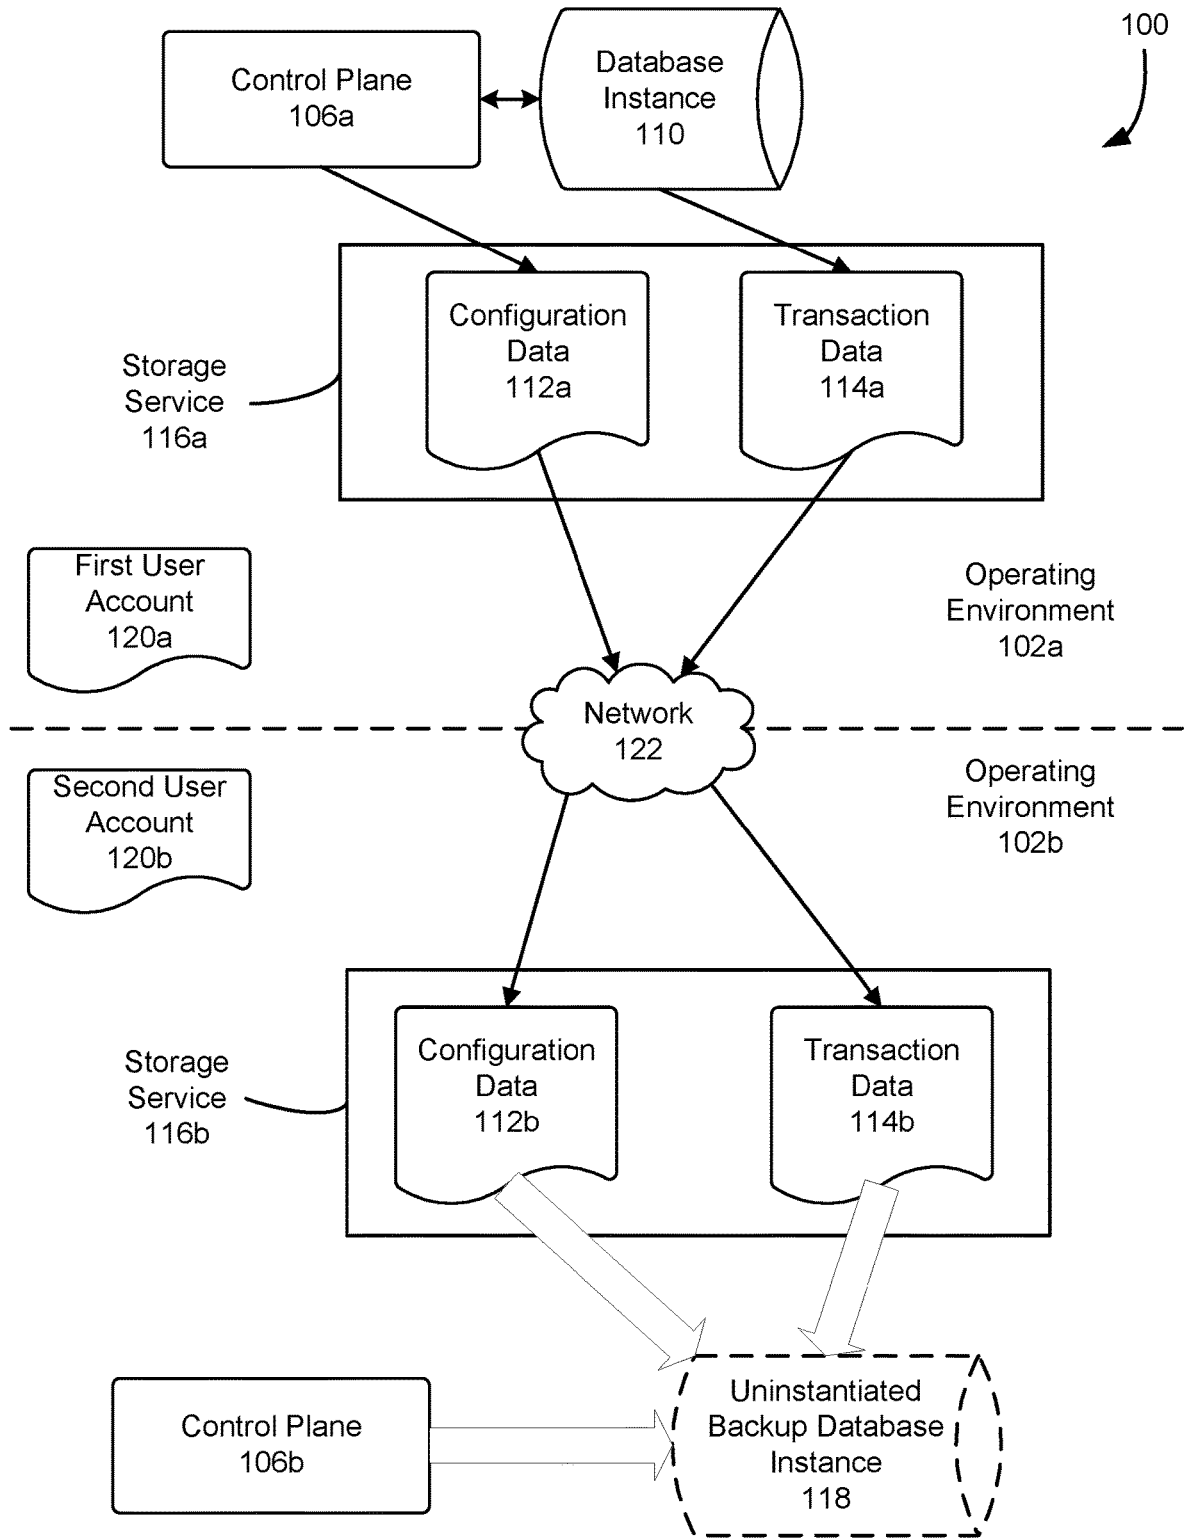 100
Control Plane
106a
Database
Instance
110
Configuration
Data
112a
Transaction
Data
114a
Storage
Service
116a
First User
Account
120a
Operating
Environment
102a
Network
122
Second User
Account
120b
Operating
Environment
102b
Configuration
Data
112b
Transaction
Data
114b
Storage
Service
116b
Control Plane
106b
Uninstantiated
Backup Database
Instance
118